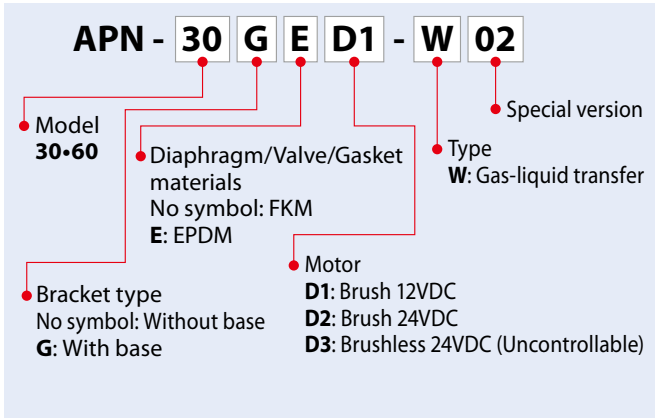 APN - 30 G E D1 - W 02
Special version
Model
30•60
Type
W: Gas-liquid transfer
Diaphragm/Valve/Gasket
materials
No symbol: FKM
E: EPDM
Motor
D1: Brush 12VDC
D2: Brush 24VDC
D3: Brushless 24VDC (Uncontrollable)
Bracket type
No symbol: Without base
G: With base